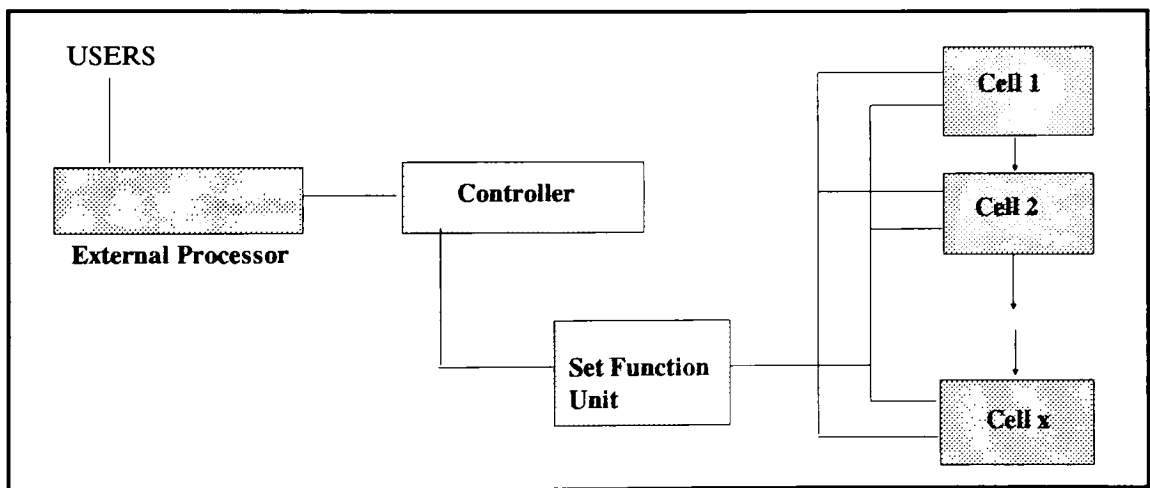 USERS
External Processor
Controller
Set Function
Unit
Cell 1
Cell 2
Cell x